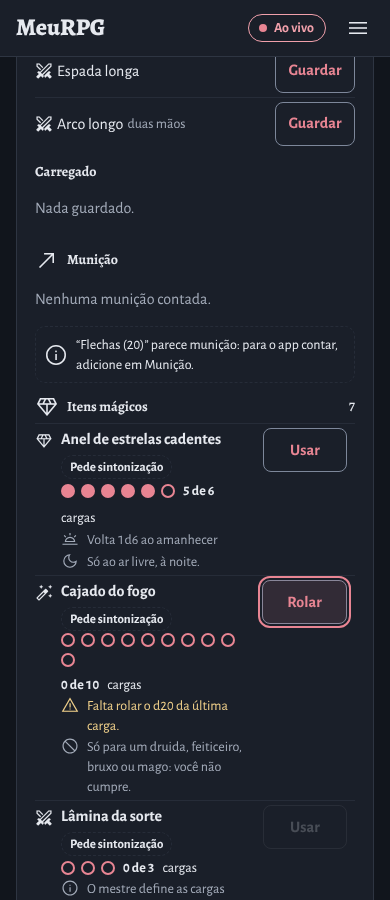 MeuRPG
Ao vivo
Espada longa
Guardar
Arco longo duas mãos
Guardar
Carregado
Nada guardado.
Munição
Nenhuma munição contada.
“Flechas (20)” parece munição: para o app contar,
adicione em Munição.
Itens mágicos 7
Anel de estrelas cadentes
Usar
Pede sintonização
5 de 6
cargas
Volta 1d6 ao amanhecer
Só ao ar livre, à noite.
Cajado do fogo
Rolar
Pede sintonização
0 de 10 cargas
Falta rolar o d20 da última
carga.
Só para um druida, feiticeiro,
bruxo ou mago: você não
cumpre.
Lâmina da sorte
Usar
Pede sintonização
0 de 3 cargas
O mestre define as cargas